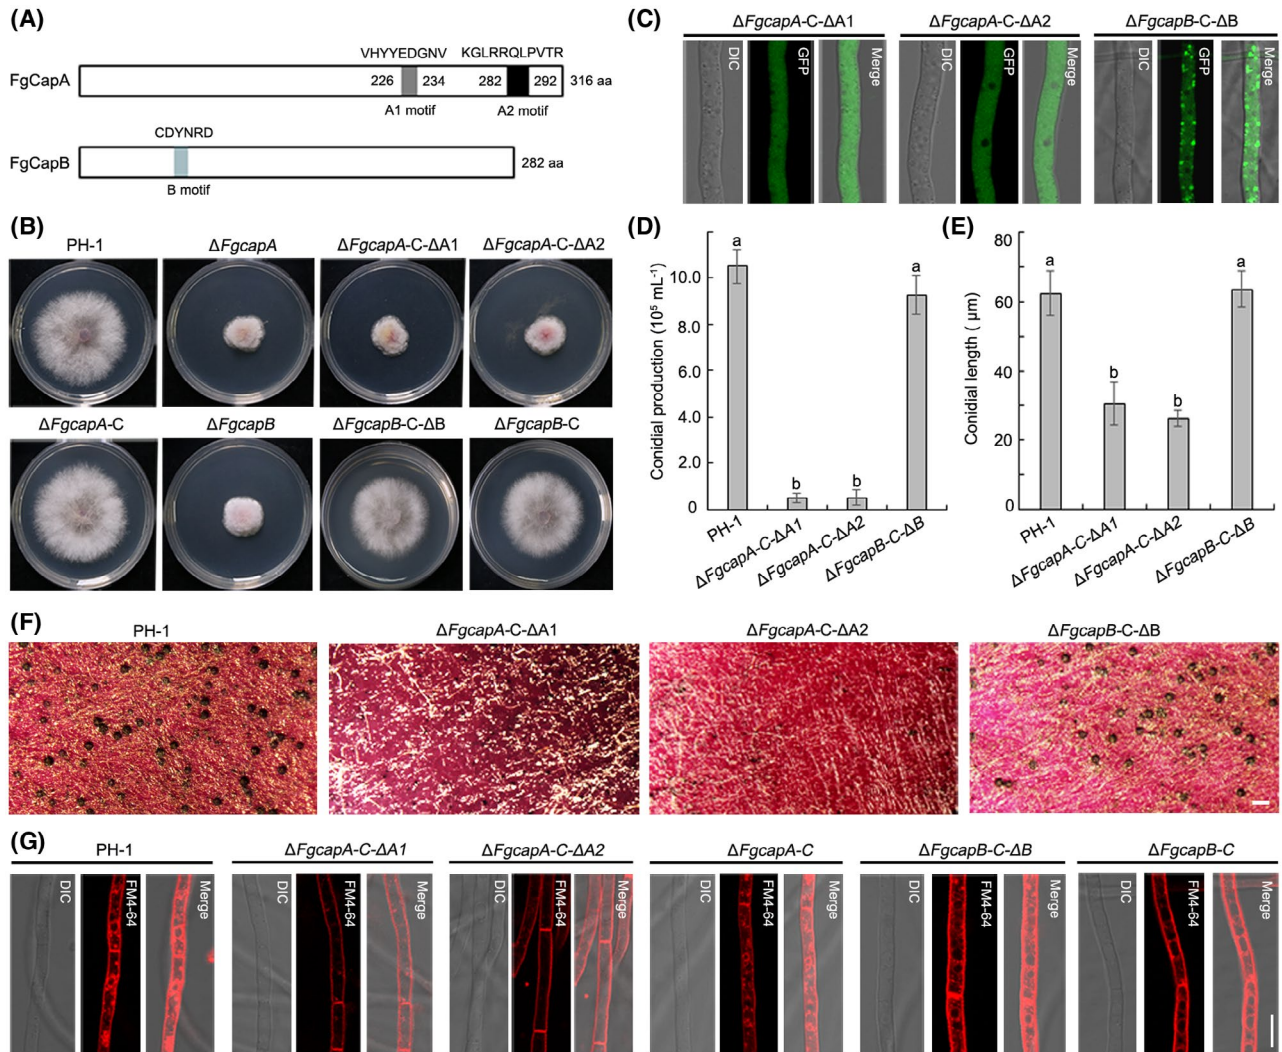 (A)
VHYYEDGNV KGLRRQLPVTR
FgCapA 226 234 282 292 316 aa
A1 motif A2 motif
CDYNRD
FgCapB 282 aa
B motif
(B)
PH-1 ΔFgcapA ΔFgcapA-C-ΔA1 ΔFgcapA-C-ΔA2
ΔFgcapA-C ΔFgcapB ΔFgcapB-C-ΔB ΔFgcapB-C
(C)
ΔFgcapA-C-ΔA1 ΔFgcapA-C-ΔA2 ΔFgcapB-C-ΔB
DIC GFP Merge DIC GFP Merge DIC GFP Merge
(D)
Conidial production (10⁵ mL⁻¹)
10.0
8.0
6.0
4.0
2.0
0
a b b a
PH-1 ΔFgcapA-C-ΔA1 ΔFgcapA-C-ΔA2 ΔFgcapB-C-ΔB
(E)
Conidial length ( μm)
80
60
40
20
0
a b b a
PH-1 ΔFgcapA-C-ΔA1 ΔFgcapA-C-ΔA2 ΔFgcapB-C-ΔB
(F)
PH-1 ΔFgcapA-C-ΔA1 ΔFgcapA-C-ΔA2 ΔFgcapB-C-ΔB
(G)
PH-1 ΔFgcapA-C-ΔA1 ΔFgcapA-C-ΔA2 ΔFgcapA-C ΔFgcapB-C-ΔB ΔFgcapB-C
DIC FM4-64 Merge DIC FM4-64 Merge DIC FM4-64 Merge DIC FM4-64 Merge DIC FM4-64 Merge DIC FM4-64 Merge